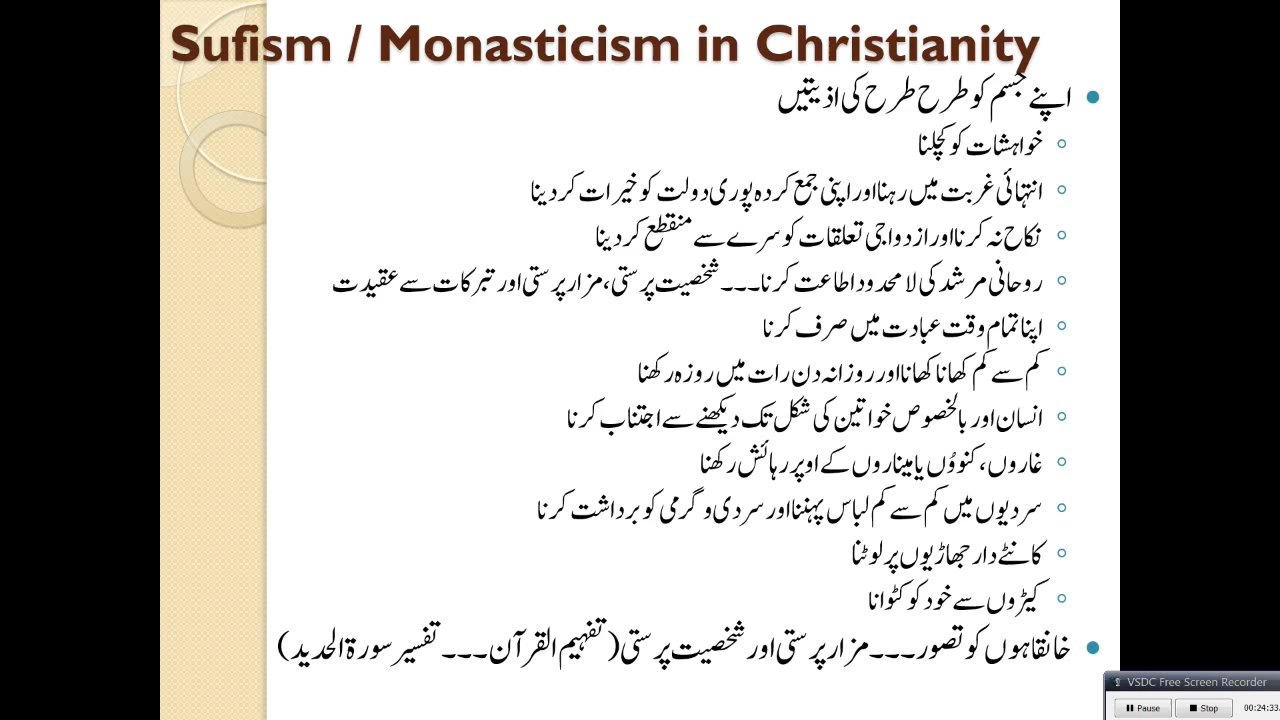 Sufism / Monasticism in Christianity
اپنے جسم کو طرح طرح کی اذیتیں
خواہشات کو کچلنا
انتہائی غربت میں رہنا اور اپنی جمع کردہ پوری دولت کو خیرات کر دینا
نکاح نہ کرنا اور ازدواجی تعلقات کو سرے سے منقطع کر دینا
روحانی مرشد کی لامحدود اطاعت کرنا۔۔۔ شخصیت پرستی، مزار پرستی اور تبرکات سے عقیدت
اپنا تمام وقت عبادت میں صرف کرنا
کم سے کم کھانا کھانا اور روزانہ دن رات میں روزہ رکھنا
انسان اور بالخصوص خواتین کی شکل تک دیکھنے سے اجتناب کرنا
غاروں، کنوؤں یا میناروں کے اوپر رہائش رکھنا
سردیوں میں کم سے کم لباس پہننا اور سردی و گرمی کو برداشت کرنا
کانٹے دار جھاڑیوں پر لوٹنا
کیڑوں سے خود کو کٹوانا
خانقاہوں کو تصور۔۔۔ مزار پرستی اور شخصیت پرستی (تفہیم القرآن۔۔۔ تفسیر سورۃ الحدید)
VSDC Free Screen Recorder
Pause Stop 00:24:33